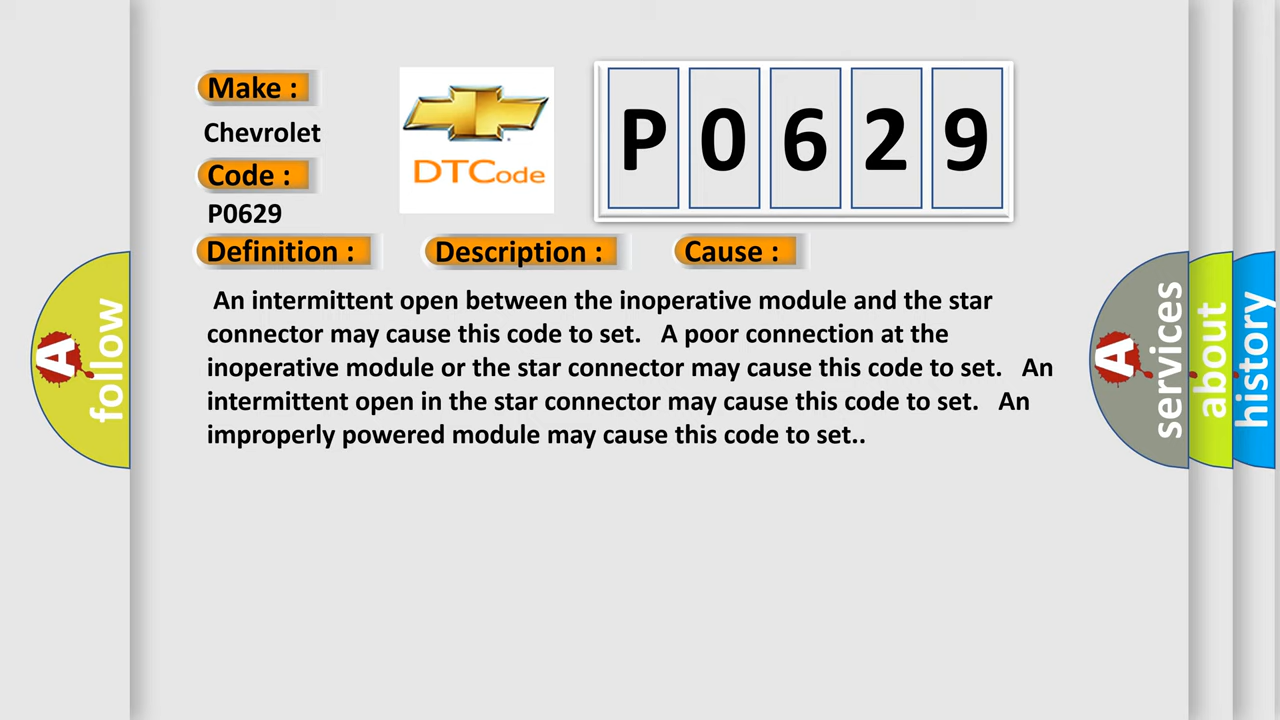 Make :
Chevrolet
Code :
P0629
DTCode
P0629
Definition :
Description :
Cause :
An intermittent open between the inoperative module and the star
connector may cause this code to set. A poor connection at the
inoperative module or the star connector may cause this code to set. An
intermittent open in the star connector may cause this code to set. An
improperly powered module may cause this code to set..
A follow
A services
about
history